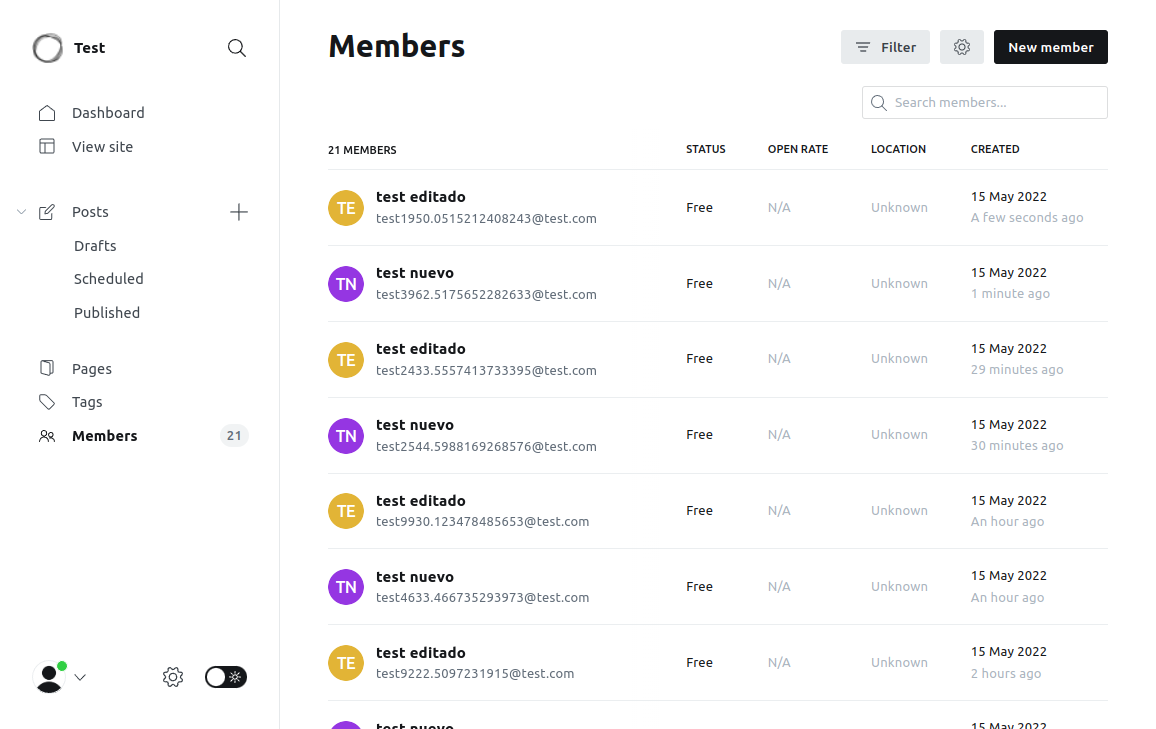 Test
Dashboard
View site
Posts
Drafts
Scheduled
Published
Pages
Tags
Members 21
Members
Filter
New member
Search members...
21 MEMBERS STATUS OPEN RATE LOCATION CREATED
TE test editado test1950.0515212408243@test.com Free N/A Unknown 15 May 2022 A few seconds ago
TN test nuevo test3962.5175652282633@test.com Free N/A Unknown 15 May 2022 1 minute ago
TE test editado test2433.5557413733395@test.com Free N/A Unknown 15 May 2022 29 minutes ago
TN test nuevo test2544.5988169268576@test.com Free N/A Unknown 15 May 2022 30 minutes ago
TE test editado test9930.123478485653@test.com Free N/A Unknown 15 May 2022 An hour ago
TN test nuevo test4633.466735293973@test.com Free N/A Unknown 15 May 2022 An hour ago
TE test editado test9222.5097231915@test.com Free N/A Unknown 15 May 2022 2 hours ago
test nuevo 15 May 2022